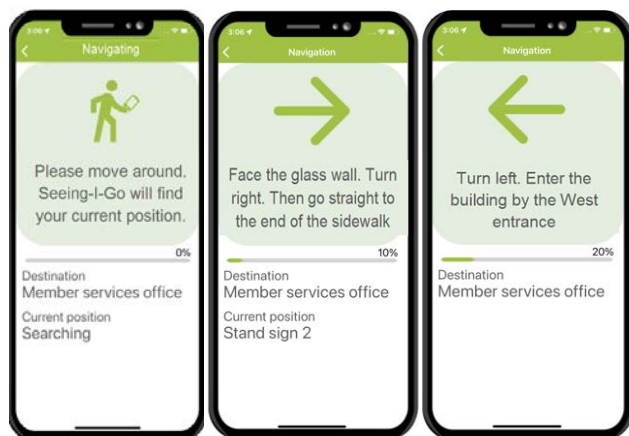 3:06
Navigating
Please move around.
Seeing-I-Go will find
your current position.
0%
Destination
Member services office
Current position
Searching
3:06
Navigation
Face the glass wall. Turn
right. Then go straight to
the end of the sidewalk
10%
Destination
Member services office
Current position
Stand sign 2
3:06
Navigation
Turn left. Enter the
building by the West
entrance
20%
Destination
Member services office